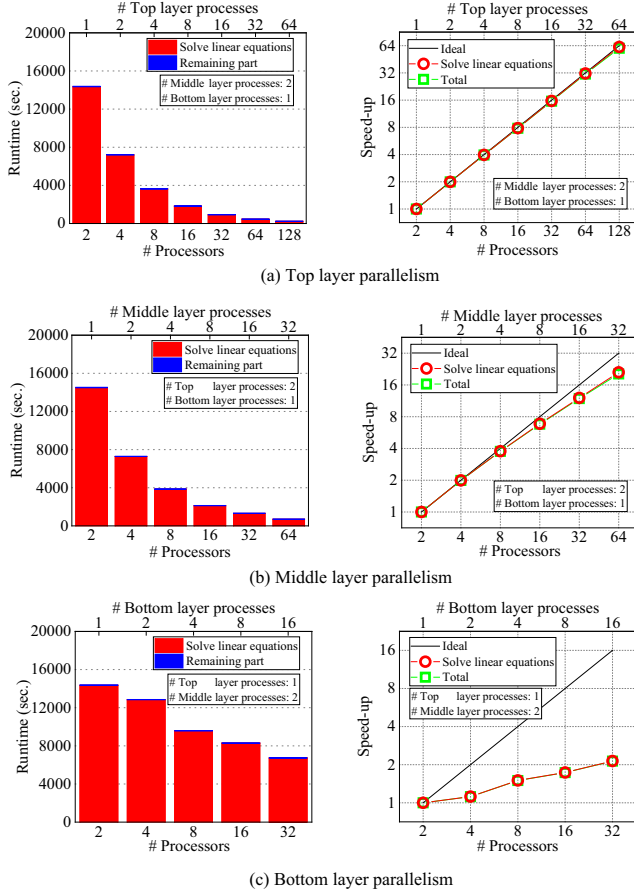 # Top layer processes
1 2 4 8 16 32 64
20000
16000
12000
8000
4000
0
Runtime (sec.)
Solve linear equations
Remaining part
# Middle layer processes: 2
# Bottom layer processes: 1
2 4 8 16 32 64 128
# Processors
# Top layer processes
1 2 4 8 16 32 64
64
32
16
8
4
2
1
Speed-up
Ideal
Solve linear equations
Total
# Middle layer processes: 2
# Bottom layer processes: 1
2 4 8 16 32 64 128
# Processors
(a) Top layer parallelism
# Middle layer processes
1 2 4 8 16 32
20000
16000
12000
8000
4000
0
Runtime (sec.)
Solve linear equations
Remaining part
# Top layer processes: 2
# Bottom layer processes: 1
2 4 8 16 32 64
# Processors
# Middle layer processes
1 2 4 8 16 32
32
16
8
4
2
1
Speed-up
Ideal
Solve linear equations
Total
# Top layer processes: 2
# Bottom layer processes: 1
2 4 8 16 32 64
# Processors
(b) Middle layer parallelism
# Bottom layer processes
1 2 4 8 16
20000
16000
12000
8000
4000
0
Runtime (sec.)
Solve linear equations
Remaining part
# Top layer processes: 1
# Middle layer processes: 2
2 4 8 16 32
# Processors
# Bottom layer processes
1 2 4 8 16
16
8
4
2
1
Speed-up
Ideal
Solve linear equations
Total
# Top layer processes: 1
# Middle layer processes: 2
2 4 8 16 32
# Processors
(c) Bottom layer parallelism